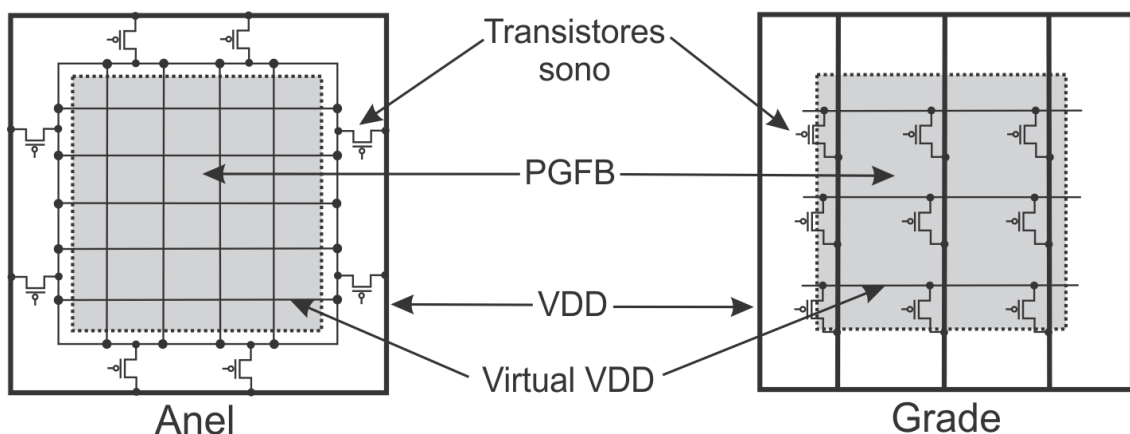 Transistores
sono
PGFB
VDD
Virtual VDD
Anel
Grade